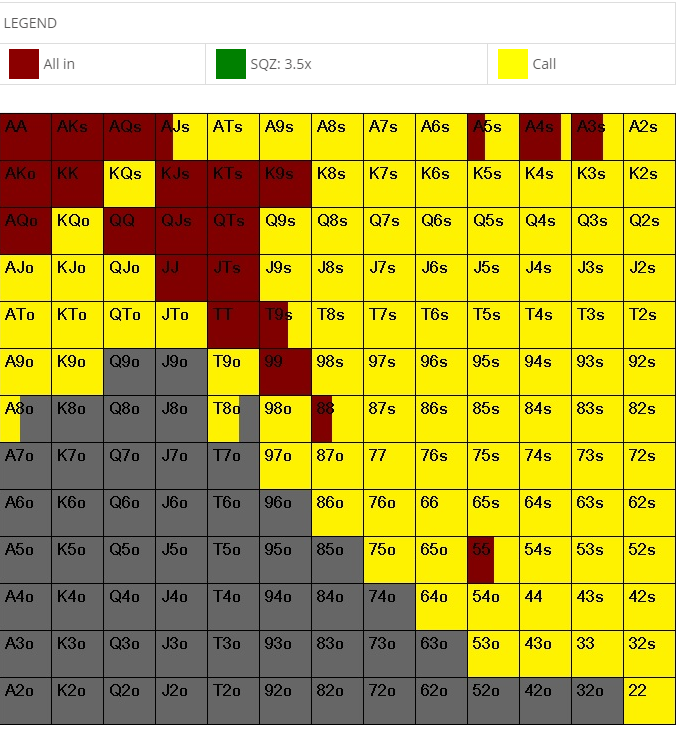 LEGEND
All in SQZ: 3.5x Call
AA AKs AQs AJs ATs A9s A8s A7s A6s A5s A4s A3s A2s
AKo KK KQs KJs KTs K9s K8s K7s K6s K5s K4s K3s K2s
AQo KQo QQ QJs QTs Q9s Q8s Q7s Q6s Q5s Q4s Q3s Q2s
AJo KJo QJo JJ JTs J9s J8s J7s J6s J5s J4s J3s J2s
ATo KTo QTo JTo TT T9s T8s T7s T6s T5s T4s T3s T2s
A9o K9o Q9o J9o T9o 99 98s 97s 96s 95s 94s 93s 92s
A8o K8o Q8o J8o T8o 98o 88 87s 86s 85s 84s 83s 82s
A7o K7o Q7o J7o T7o 97o 87o 77 76s 75s 74s 73s 72s
A6o K6o Q6o J6o T6o 96o 86o 76o 66 65s 64s 63s 62s
A5o K5o Q5o J5o T5o 95o 85o 75o 65o 55 54s 53s 52s
A4o K4o Q4o J4o T4o 94o 84o 74o 64o 54o 44 43s 42s
A3o K3o Q3o J3o T3o 93o 83o 73o 63o 53o 43o 33 32s
A2o K2o Q2o J2o T2o 92o 82o 72o 62o 52o 42o 32o 22